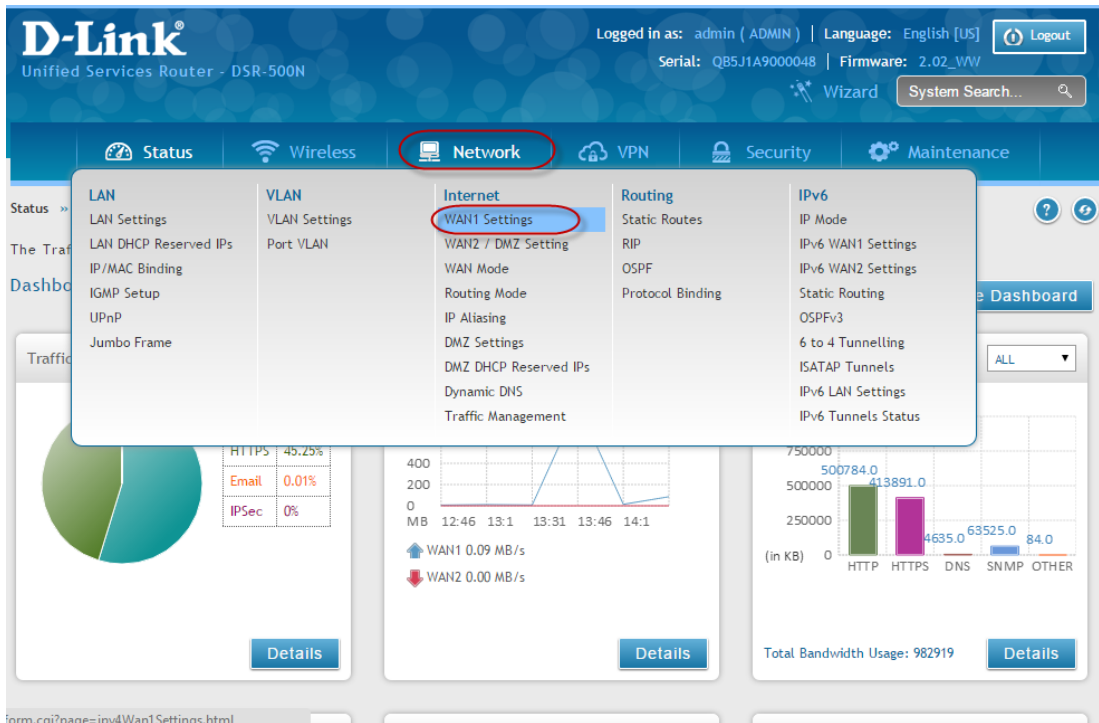 D-Link®
Unified Services Router - DSR-500N
Logged in as: admin ( ADMIN ) | Language: English [US]
Logout
Serial: QB5J1A9000048 | Firmware: 2.02_WW
Wizard
System Search...
Status
Wireless
Network
VPN
Security
Maintenance
Status »
The Traf
Dashbo
e Dashboard
LAN
LAN Settings
LAN DHCP Reserved IPs
IP/MAC Binding
IGMP Setup
UPnP
Jumbo Frame
VLAN
VLAN Settings
Port VLAN
Internet
WAN1 Settings
WAN2 / DMZ Setting
WAN Mode
Routing Mode
IP Aliasing
DMZ Settings
DMZ DHCP Reserved IPs
Dynamic DNS
Traffic Management
Routing
Static Routes
RIP
OSPF
Protocol Binding
IPv6
IP Mode
IPv6 WAN1 Settings
IPv6 WAN2 Settings
Static Routing
OSPFv3
6 to 4 Tunnelling
ISATAP Tunnels
IPv6 LAN Settings
IPv6 Tunnels Status
Traffic
ALL
HTTPS 45.25%
Email 0.01%
IPSec 0%
Details
400
200
0
MB 12:46 13:1 13:31 13:46 14:1
WAN1 0.09 MB/s
WAN2 0.00 MB/s
Details
750000
500000
250000
0
(in KB)
500784.0
413891.0
4635.0
63525.0
84.0
HTTP HTTPS DNS SNMP OTHER
Total Bandwidth Usage: 982919
Details
form.cgi?page=ipv4Wan1Settings.html